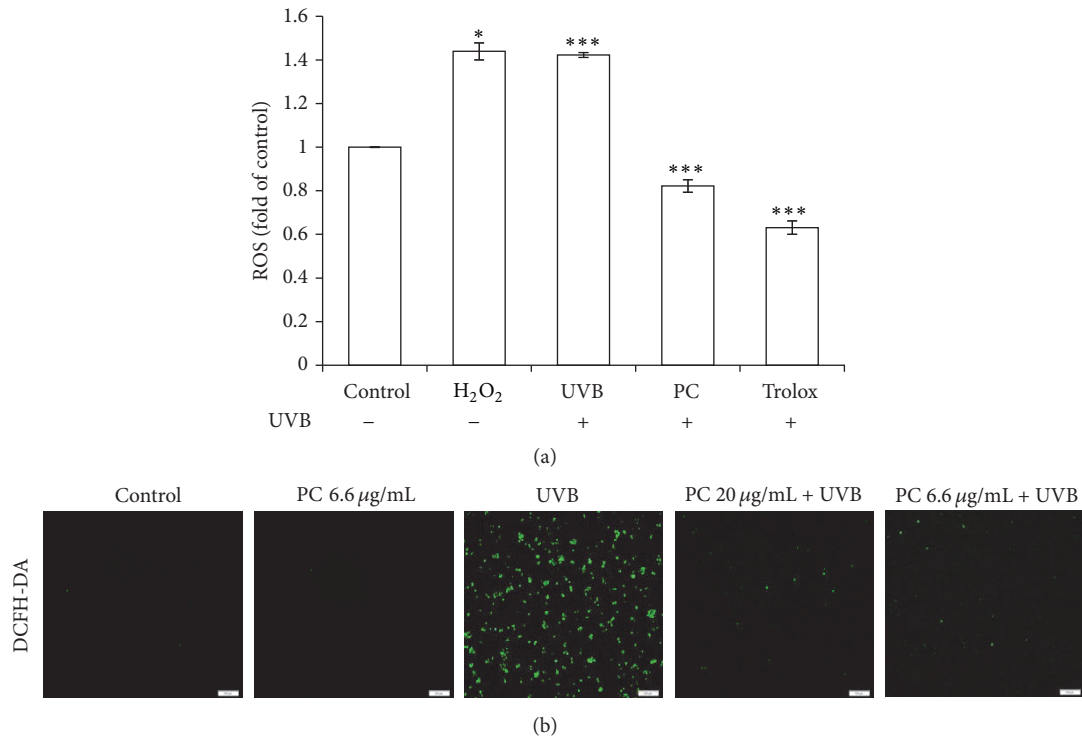 1.6
1.4
1.2
1
0.8
0.6
0.4
0.2
0
ROS (fold of control)
*
***
***
***
Control H₂O₂ UVB PC Trolox
UVB − − + + +
(a)
Control PC 6.6 μg/mL UVB PC 20 μg/mL + UVB PC 6.6 μg/mL + UVB
DCFH-DA
(b)